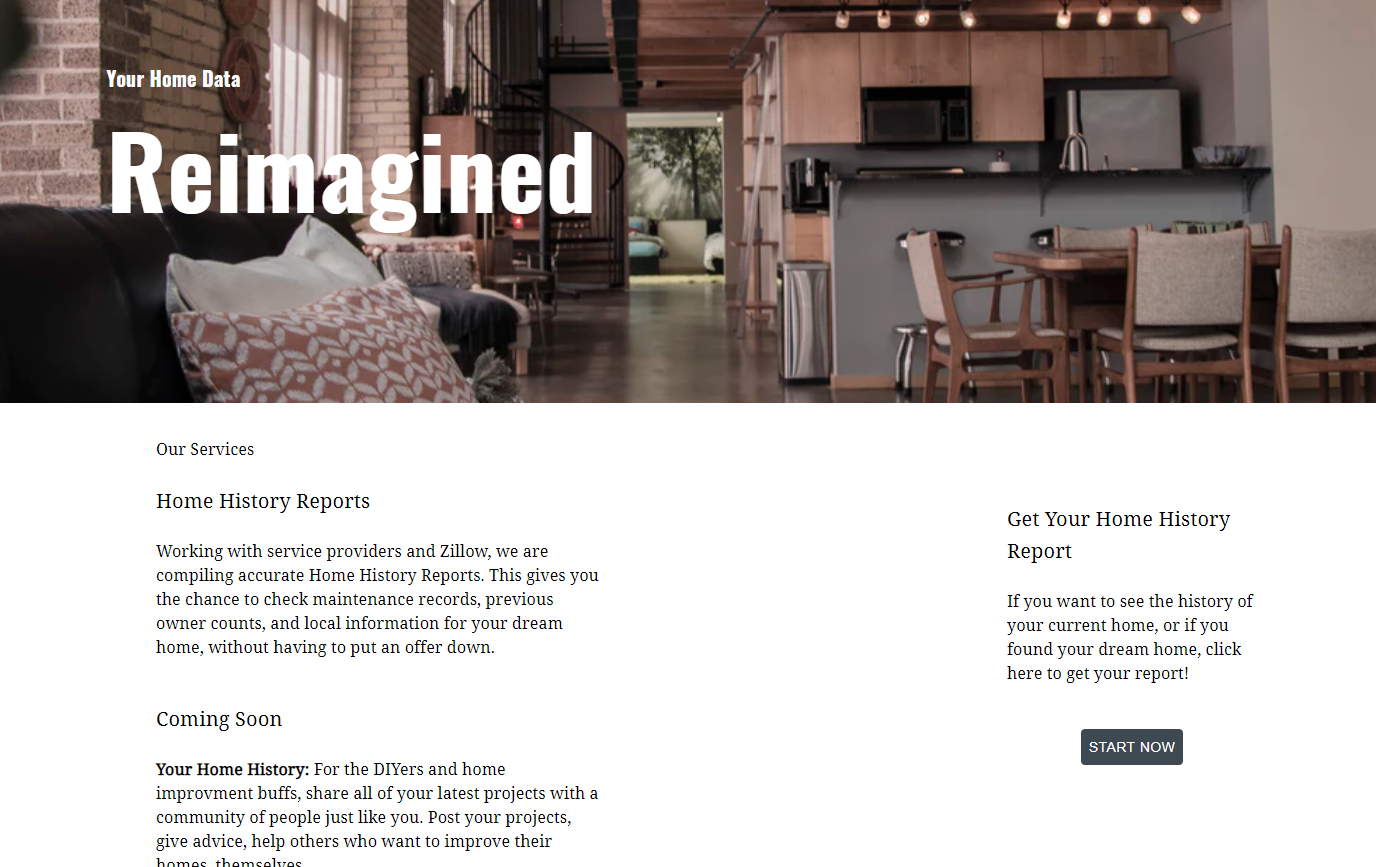 Your Home Data
Reimagined
Our Services
Home History Reports
Working with service providers and Zillow, we are
compiling accurate Home History Reports. This gives you
the chance to check maintenance records, previous
owner counts, and local information for your dream
home, without having to put an offer down.
Coming Soon
Your Home History: For the DIYers and home
improvment buffs, share all of your latest projects with a
community of people just like you. Post your projects,
give advice, help others who want to improve their
homes, themselves.
Get Your Home History
Report
If you want to see the history of
your current home, or if you
found your dream home, click
here to get your report!
START NOW